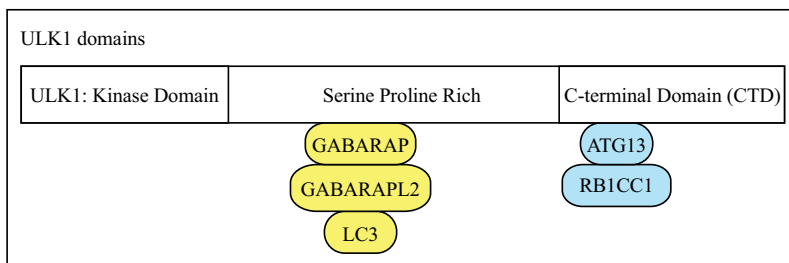 ULK1 domains
ULK1: Kinase Domain
Serine Proline Rich
C-terminal Domain (CTD)
GABARAP
ATG13
GABARAPL2
RB1CC1
LC3